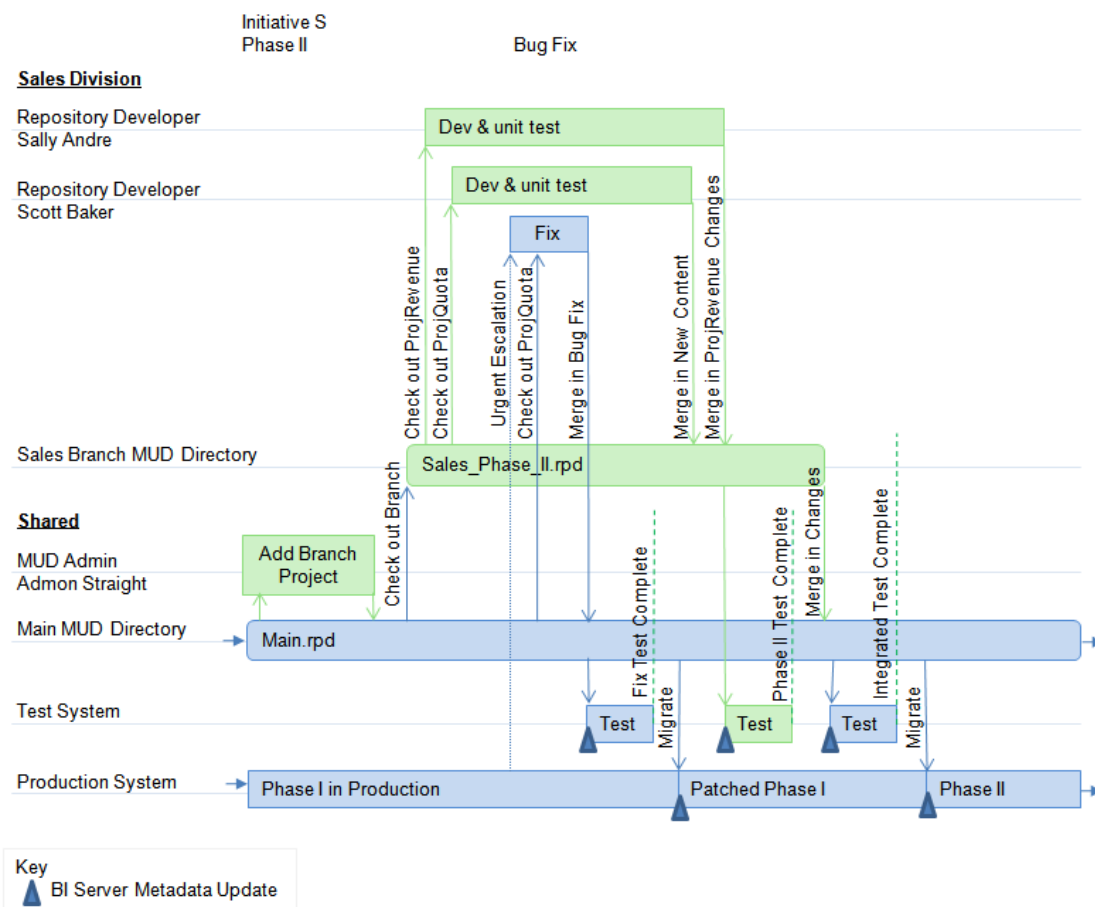 Initiative S
Phase II
Bug Fix
Sales Division
Repository Developer
Sally Andre
Dev & unit test
Repository Developer
Scott Baker
Dev & unit test
Fix
Check out ProjRevenue
Check out ProjQuota
Urgent Escalation
Check out ProjQuota
Merge in Bug Fix
Merge in New Content
Merge in ProjRevenue Changes
Sales Branch MUD Directory
Sales_Phase_II.rpd
Shared
MUD Admin
Admon Straight
Add Branch
Project
Check out Branch
Fix Test Complete
Phase II Test Complete
Merge in Changes
Integrated Test Complete
Main MUD Directory
Main.rpd
Test System
Test
Migrate
Test
Test
Migrate
Production System
Phase I in Production
Patched Phase I
Phase II
Key
BI Server Metadata Update